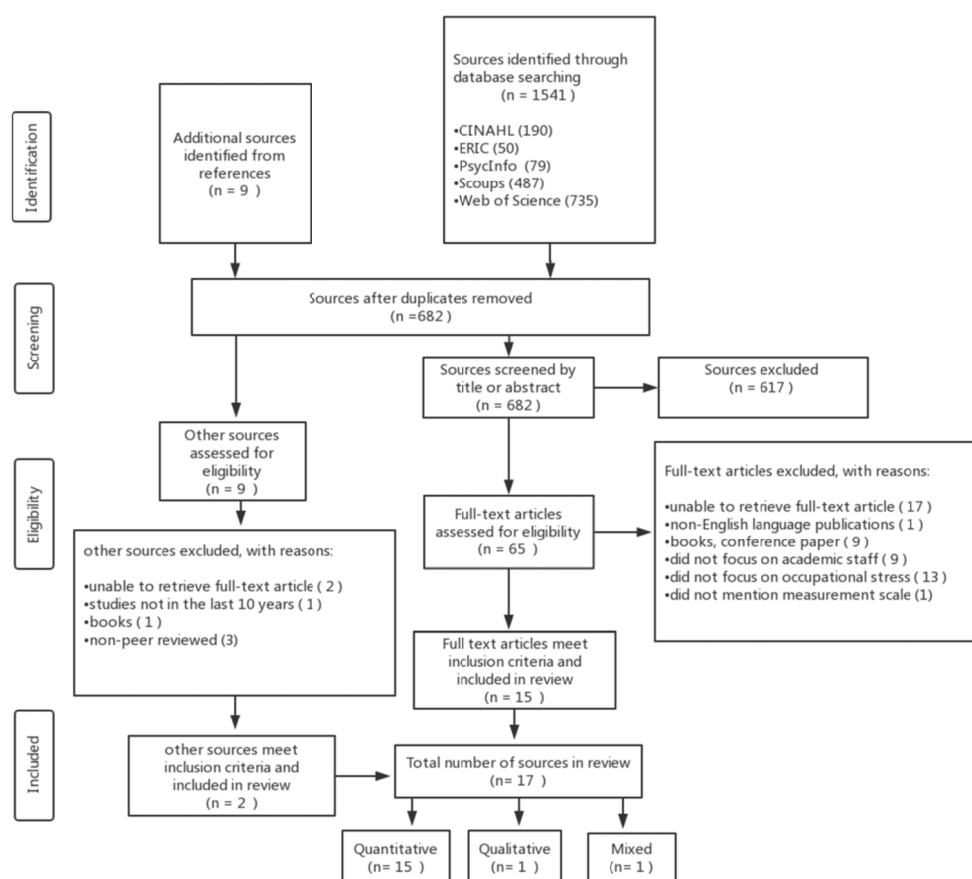 Identification
Additional sources
identified from
references
(n = 9 )
Sources identified through
database searching
(n = 1541 )
•CINAHL (190)
•ERIC (50)
•PsycInfo  (79)
•Scoups (487)
•Web of Science (735)
Screening
Sources after duplicates removed
(n =682 )
Sources screened by
title or abstract
(n = 682 )
Sources excluded
(n = 617 )
Eligibility
Other sources
assessed for
eligibility
(n = 9 )
Full-text articles
assessed for eligibility
(n = 65 )
Full-text articles excluded, with reasons:
•unable to retrieve full-text article ( 17)
•non-English language publications ( 1 )
•books, conference paper ( 9 )
•did not focus on academic staff ( 9 )
•did not focus on occupational stress ( 13 )
•did not mention measurement scale (1)
other sources excluded, with reasons:
•unable to retrieve full-text article ( 2 )
•studies not in the last 10 years ( 1 )
•books ( 1 )
•non-peer reviewed (3)
Full text articles meet
inclusion criteria and
included in review
(n = 15 )
Included
other sources meet
inclusion criteria and
included in review
(n = 2 )
Total number of sources in review
(n= 17 )
Quantitative
(n= 15 )
Qualitative
(n= 1 )
Mixed
(n= 1 )